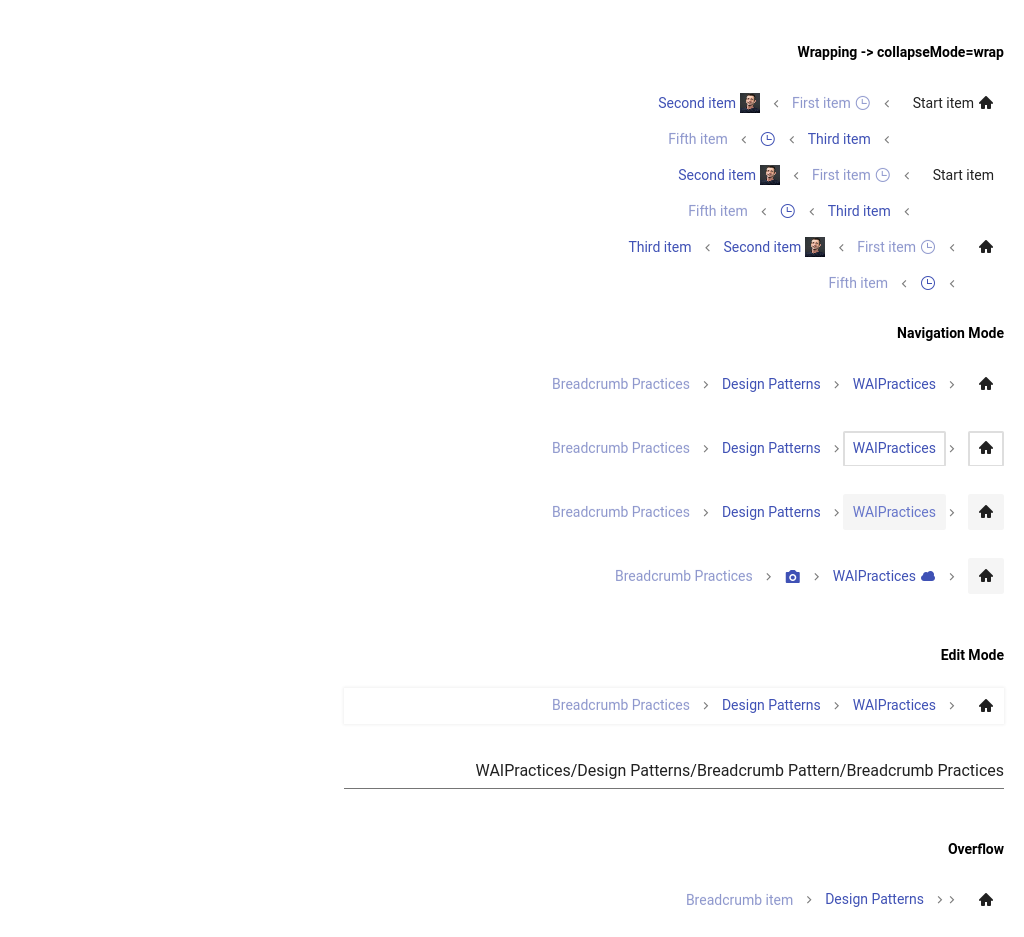 Wrapping -> collapseMode=wrap
Second item First item Start item
Fifth item Third item
Second item First item Start item
Fifth item Third item
Third item Second item First item
Fifth item
Navigation Mode
Breadcrumb Practices Design Patterns WAIPractices
Breadcrumb Practices Design Patterns WAIPractices
Breadcrumb Practices Design Patterns WAIPractices
Breadcrumb Practices WAIPractices
Edit Mode
Breadcrumb Practices Design Patterns WAIPractices
WAIPractices/Design Patterns/Breadcrumb Pattern/Breadcrumb Practices
Overflow
Breadcrumb item Design Patterns